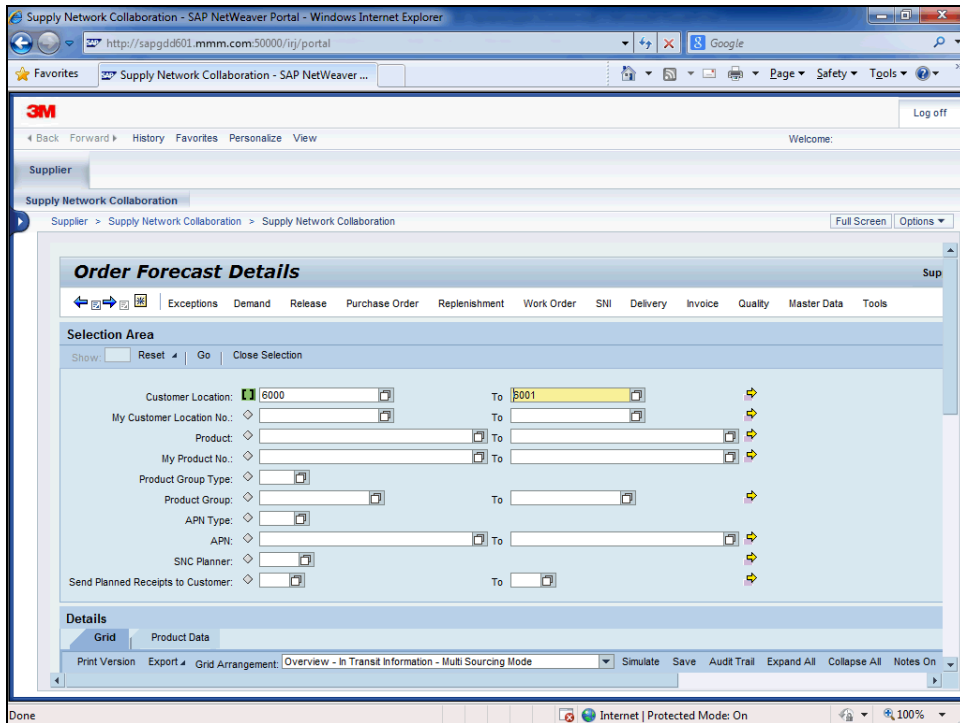 Supply Network Collaboration - SAP NetWeaver Portal - Windows Internet Explorer
http://sapgdd601.mmm.com:50000/irj/portal
Google
Favorites Supply Network Collaboration - SAP NetWeaver ...
Page Safety Tools
3M Log off
Back Forward History Favorites Personalize View Welcome:
Supplier
Supply Network Collaboration
Supplier > Supply Network Collaboration > Supply Network Collaboration Full Screen Options
Order Forecast Details Sup
Exceptions Demand Release Purchase Order Replenishment Work Order SNI Delivery Invoice Quality Master Data Tools
Selection Area
Show: Reset Go Close Selection
Customer Location: 6000 To 6001
My Customer Location No.: To
Product: To
My Product No.: To
Product Group Type:
Product Group: To
APN Type:
APN: To
SNC Planner:
Send Planned Receipts to Customer: To
Details
Grid Product Data
Print Version Export Grid Arrangement: Overview - In Transit Information - Multi Sourcing Mode Simulate Save Audit Trail Expand All Collapse All Notes On
Done Internet | Protected Mode: On 100%